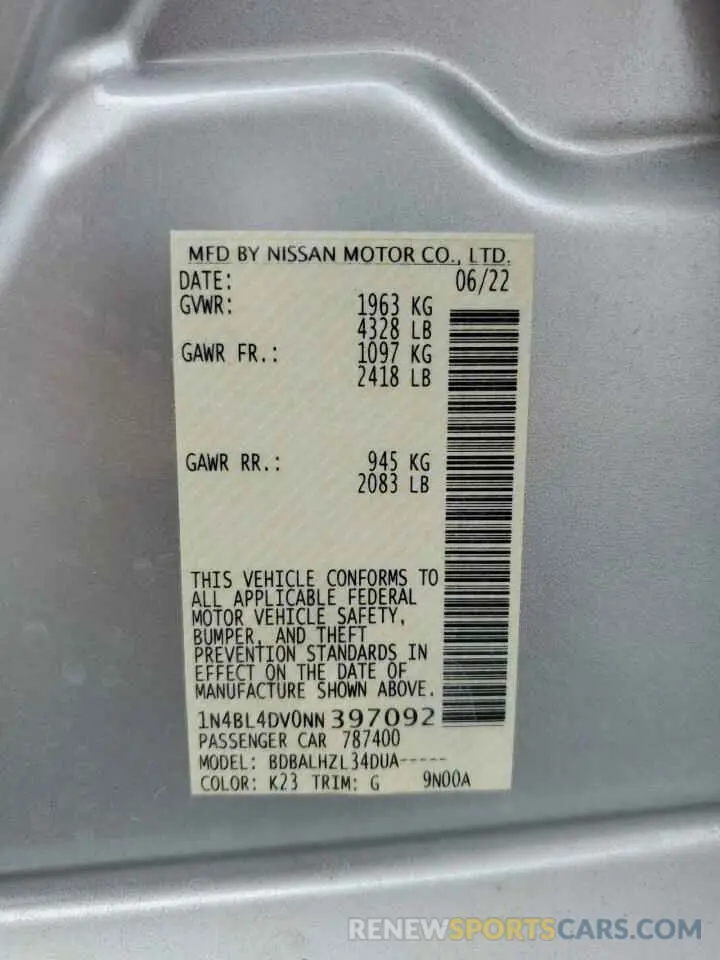 MFD BY NISSAN MOTOR CO., LTD.
DATE: 06/22
GVWR: 1963 KG
4328 LB
GAWR FR.: 1097 KG
2418 LB
GAWR RR.: 945 KG
2083 LB
THIS VEHICLE CONFORMS TO
ALL APPLICABLE FEDERAL
MOTOR VEHICLE SAFETY,
BUMPER, AND THEFT
PREVENTION STANDARDS IN
EFFECT ON THE DATE OF
MANUFACTURE SHOWN ABOVE.
1N4BL4DV0NN397092
PASSENGER CAR 787400
MODEL: BDBALHZL34DUA-----
COLOR: K23 TRIM: G 9N00A
RENEWSPORTSCARS.COM